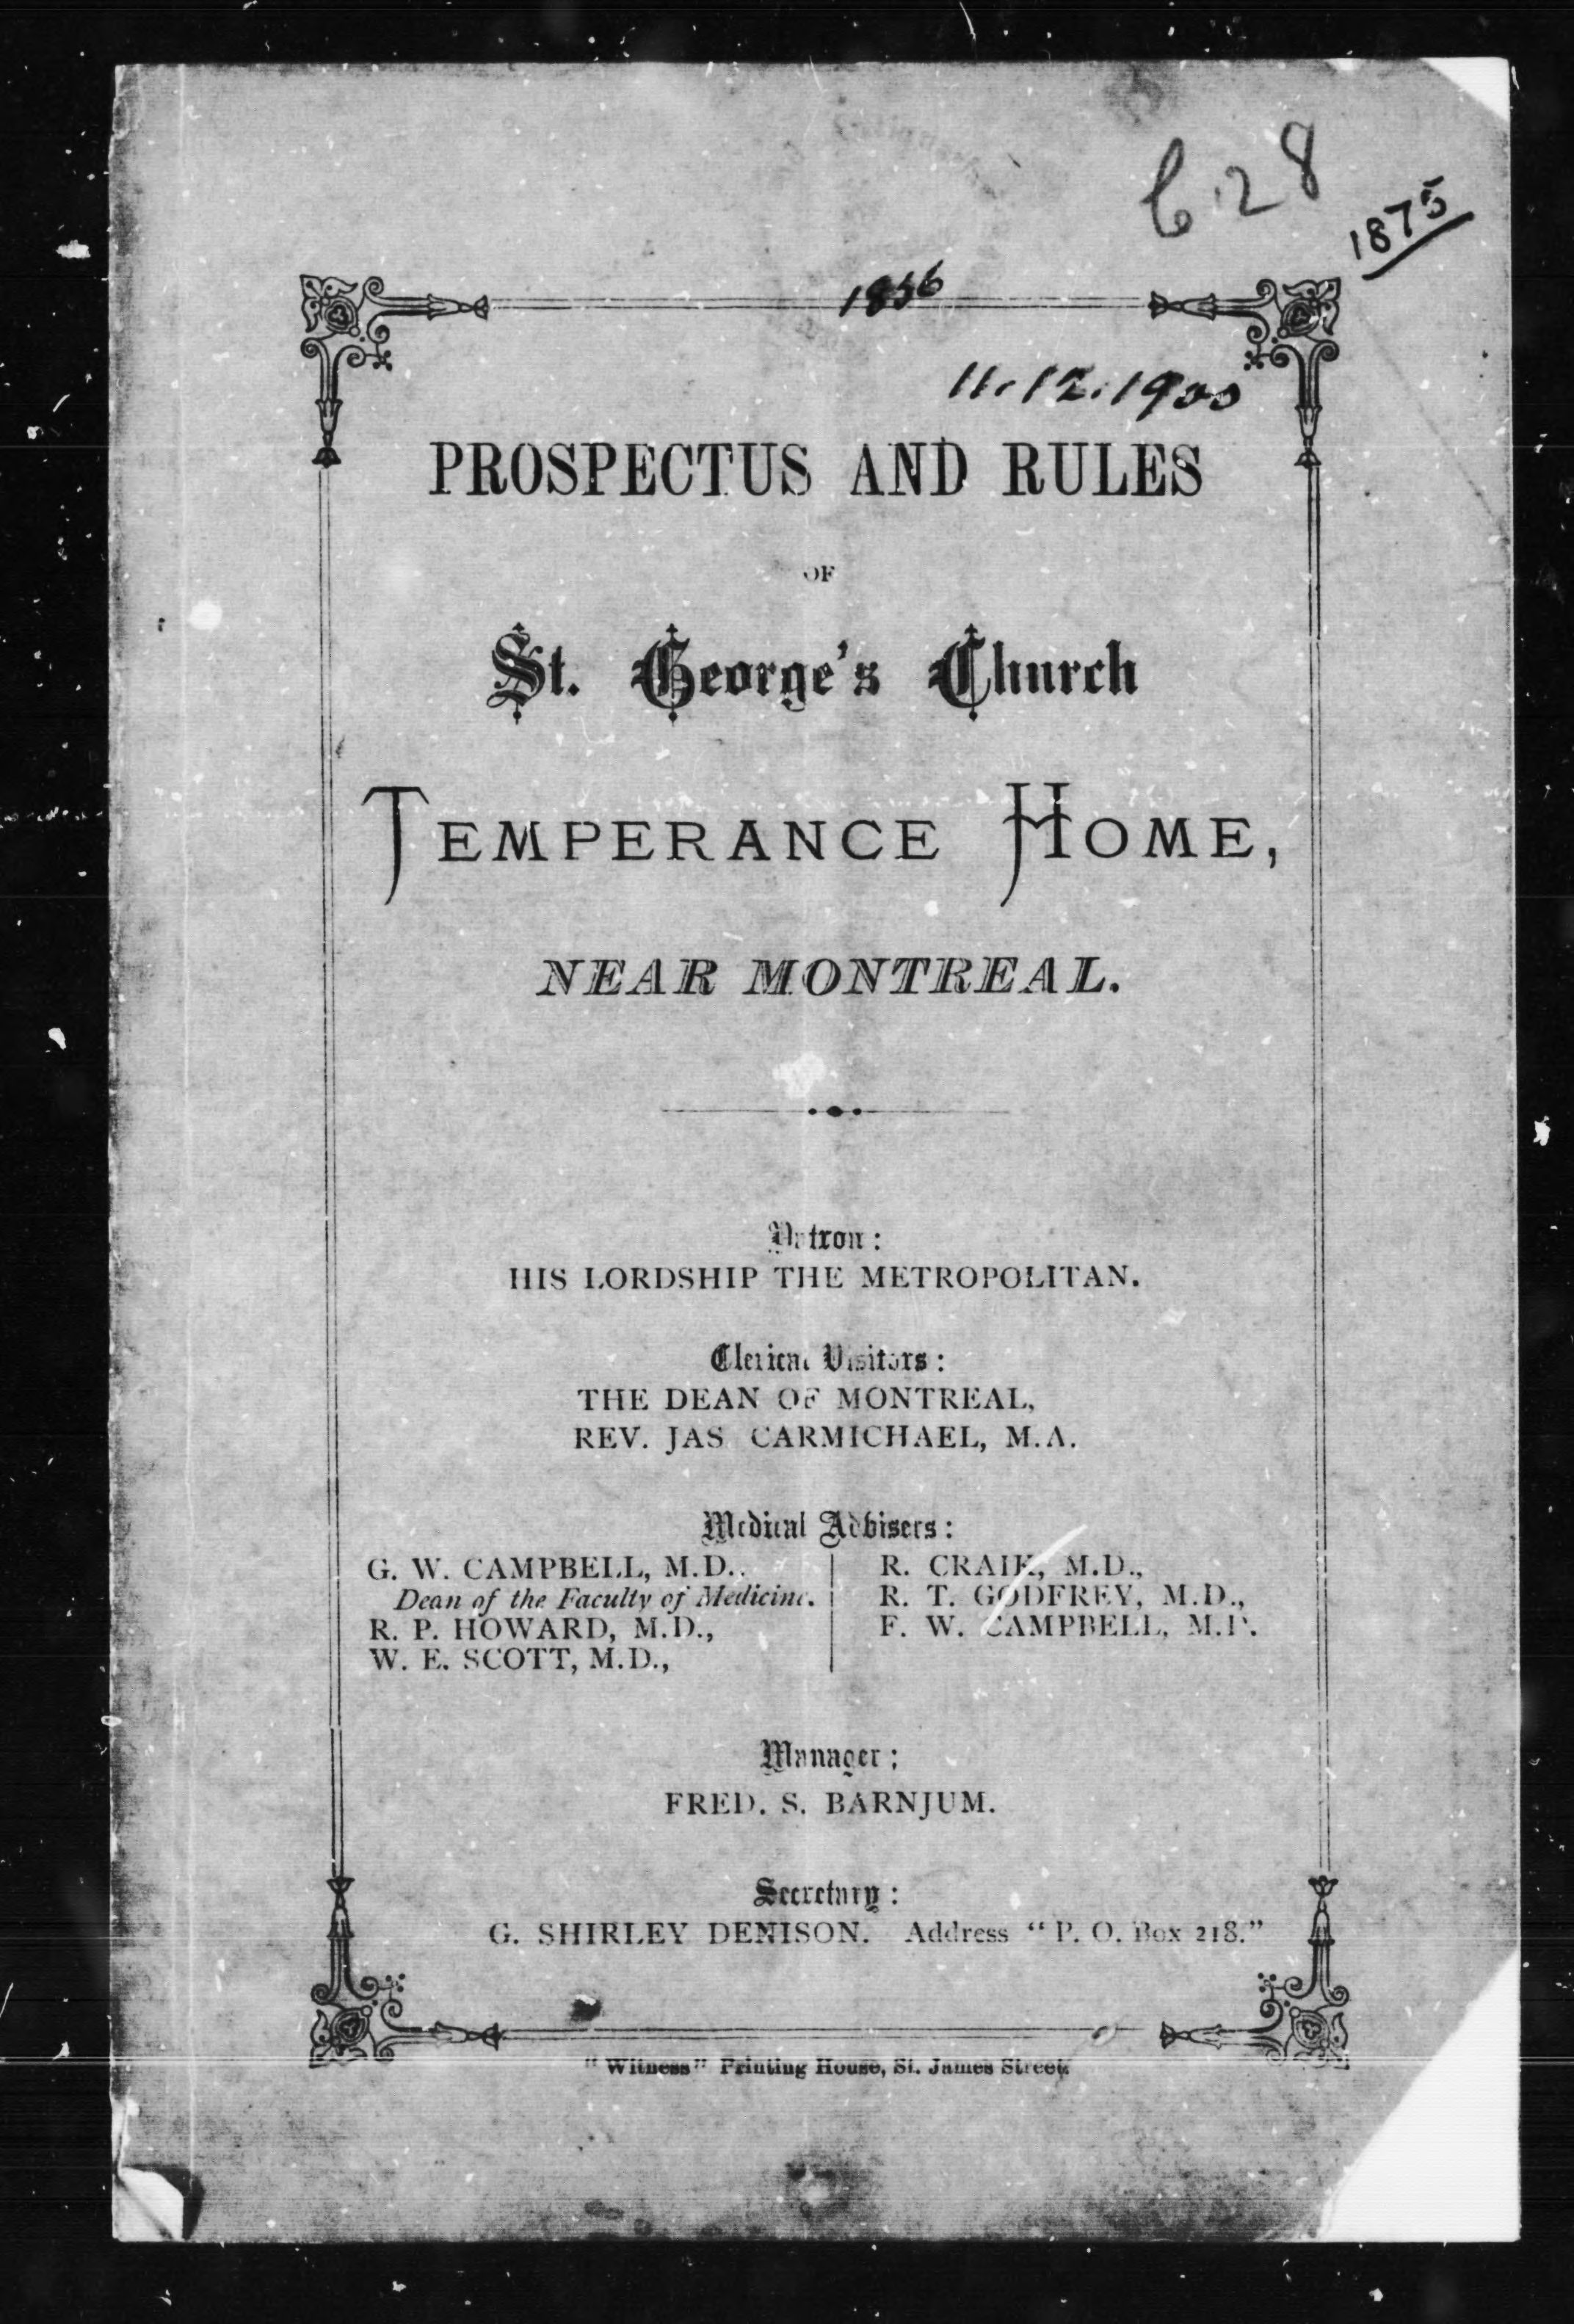 C28
1875
1856
11.12.1900
PROSPECTUS AND RULES
OF
St. George's Church
TEMPERANCE HOME,
NEAR MONTREAL.
Patron:
HIS LORDSHIP THE METROPOLITAN.
Clerical Visitors:
THE DEAN OF MONTREAL,
REV. JAS. CARMICHAEL, M.A.
Medical Advisers:
G. W. CAMPBELL, M.D.,
Dean of the Faculty of Medicine.
R. P. HOWARD, M.D.,
W. E. SCOTT, M.D.,
R. CRAIK, M.D.,
R. T. GODFREY, M.D.,
F. W. CAMPBELL, M.D.
Manager:
FRED. S. BARNJUM.
Secretary:
G. SHIRLEY DENISON. Address "P. O. Box 218."
"Witness" Printing House, St. James Street.